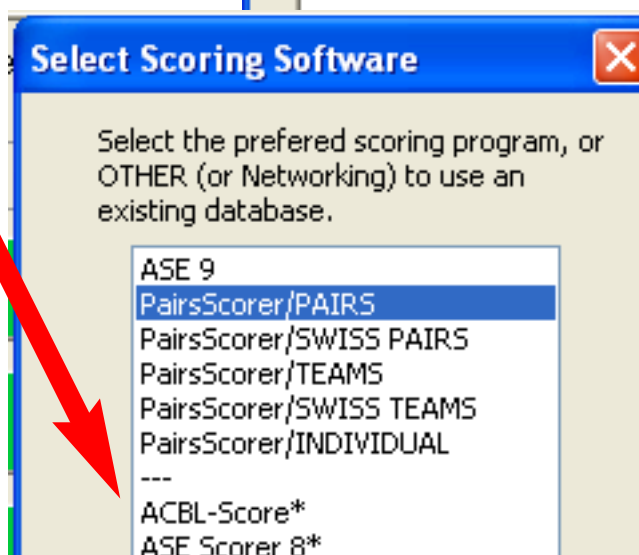 Select Scoring Software
Select the prefered scoring program, or
OTHER (or Networking) to use an
existing database.
ASE 9
PairsScorer/PAIRS
PairsScorer/SWISS PAIRS
PairsScorer/TEAMS
PairsScorer/SWISS TEAMS
PairsScorer/INDIVIDUAL
---
ACBL-Score*
ASE Scorer 8*